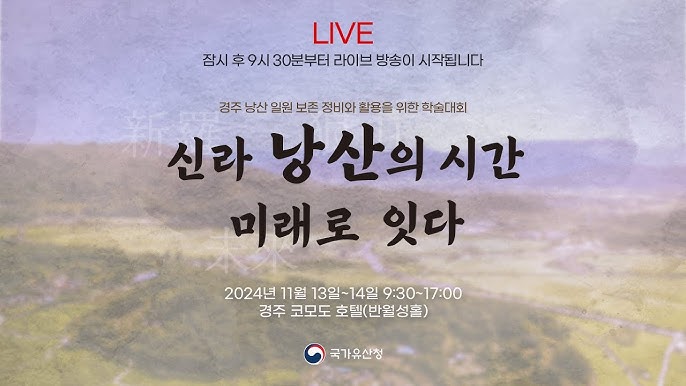 LIVE
잠시 후 9시 30분부터 라이브 방송이 시작됩니다
경주 낭산 일원 보존 정비와 활용을 위한 학술대회
新羅
신라 낭산의 시간
미래로 잇다
未來
2024년 11월 13일~14일 9:30~17:00
경주 코모도 호텔(반월성홀)
국가유산청